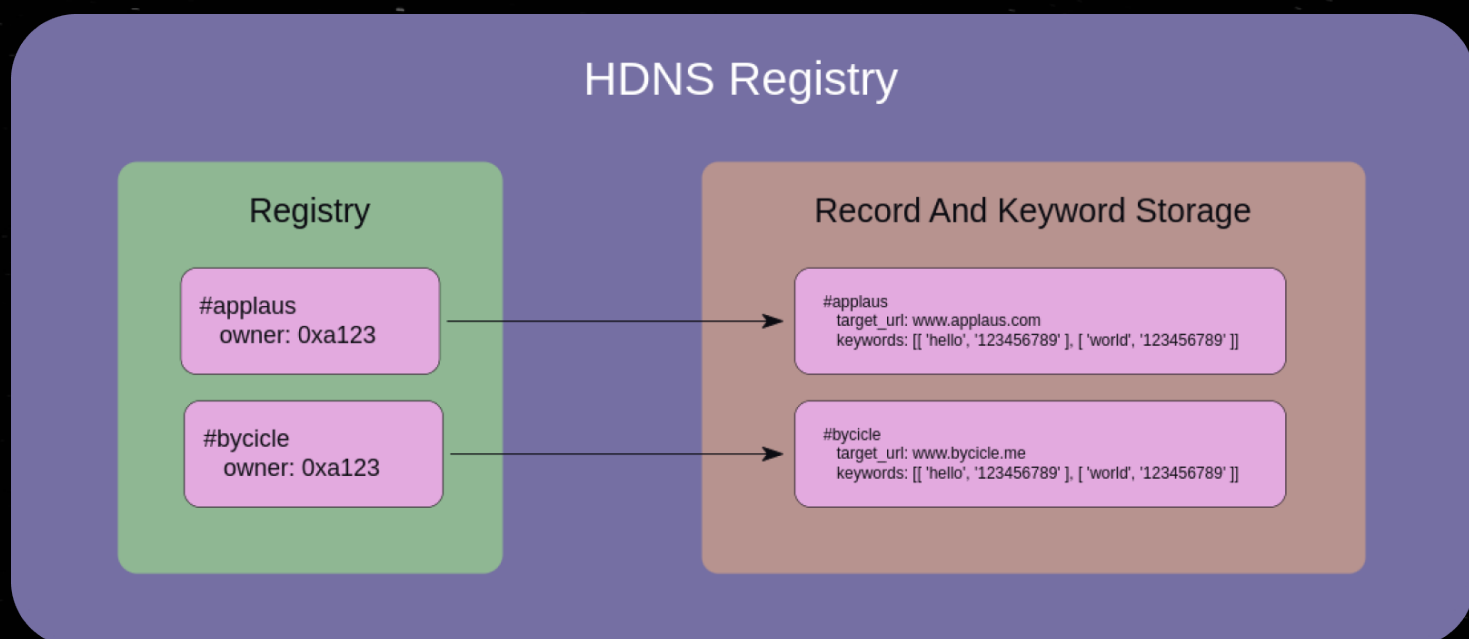 HDNS Registry
Registry
#applaus
owner: 0xa123
#bycicle
owner: 0xa123
Record And Keyword Storage
#applaus
target_url: www.applaus.com
keywords: [[ 'hello', '123456789' ], [ 'world', '123456789' ]]
#bycicle
target_url: www.bycicle.me
keywords: [[ 'hello', '123456789' ], [ 'world', '123456789' ]]